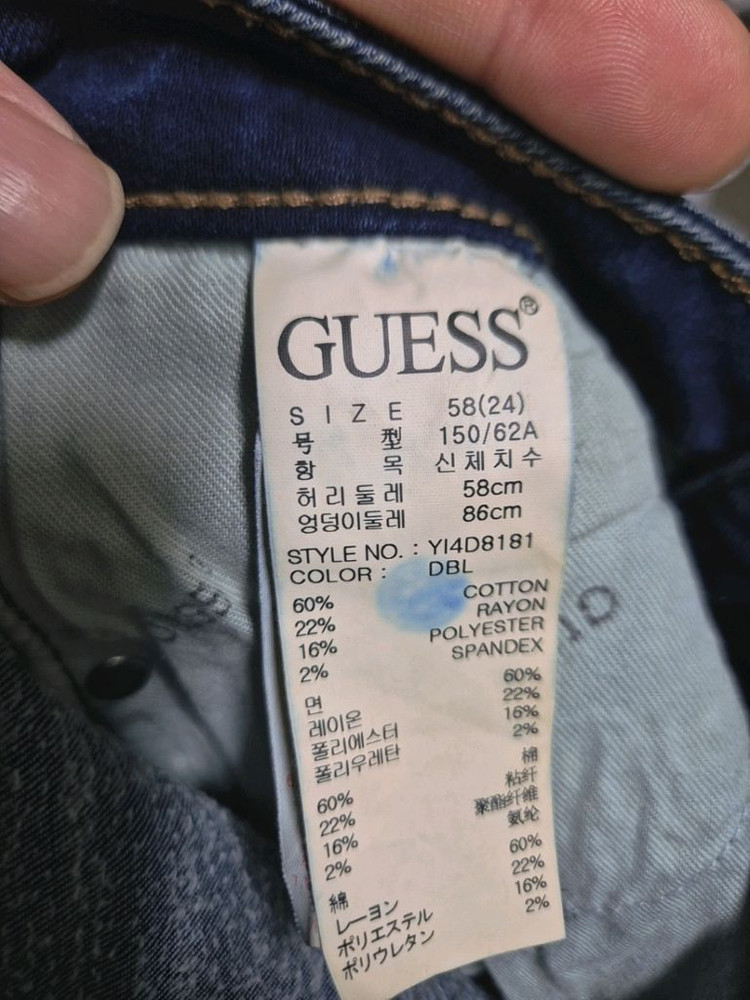 GUESS®
SIZE 58(24)
号型 150/62A
항목 신체치수
허리둘레 58cm
엉덩이둘레 86cm
STYLE NO. : YI4D8181
COLOR : DBL
60% COTTON
22% RAYON
16% POLYESTER
2% SPANDEX
면 60%
레이온 22%
폴리에스터 16%
폴리우레탄 2%
60% 棉
22% 粘纤
16% 聚酯纤维
2% 氨纶
綿 60%
レーヨン 22%
ポリエステル 16%
ポリウレタン 2%